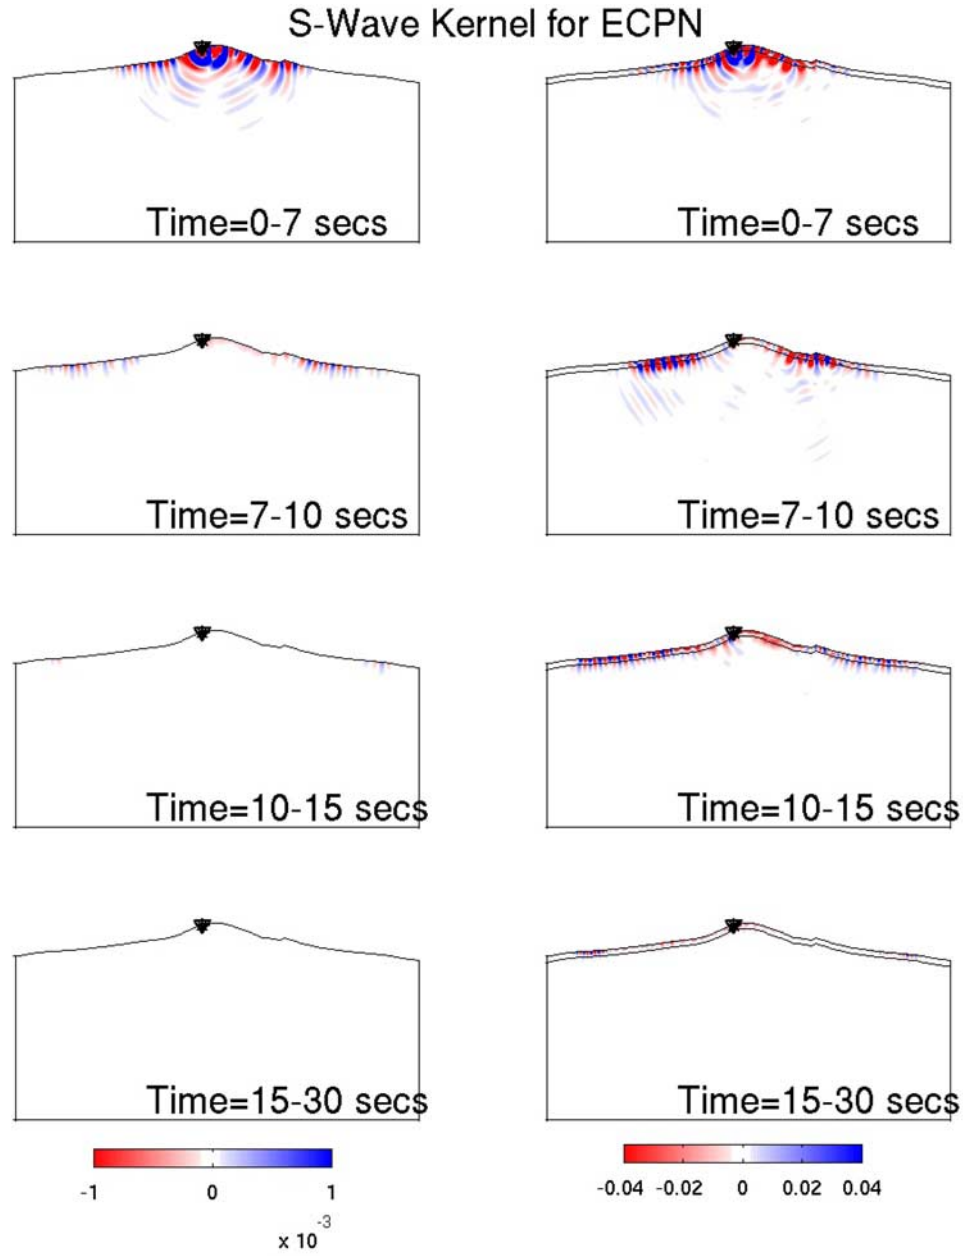 S-Wave Kernel for ECPN
Time=0-7 secs
Time=0-7 secs
Time=7-10 secs
Time=7-10 secs
Time=10-15 secs
Time=10-15 secs
Time=15-30 secs
Time=15-30 secs
-1 0 1
x 10-3
-0.04 -0.02 0 0.02 0.04